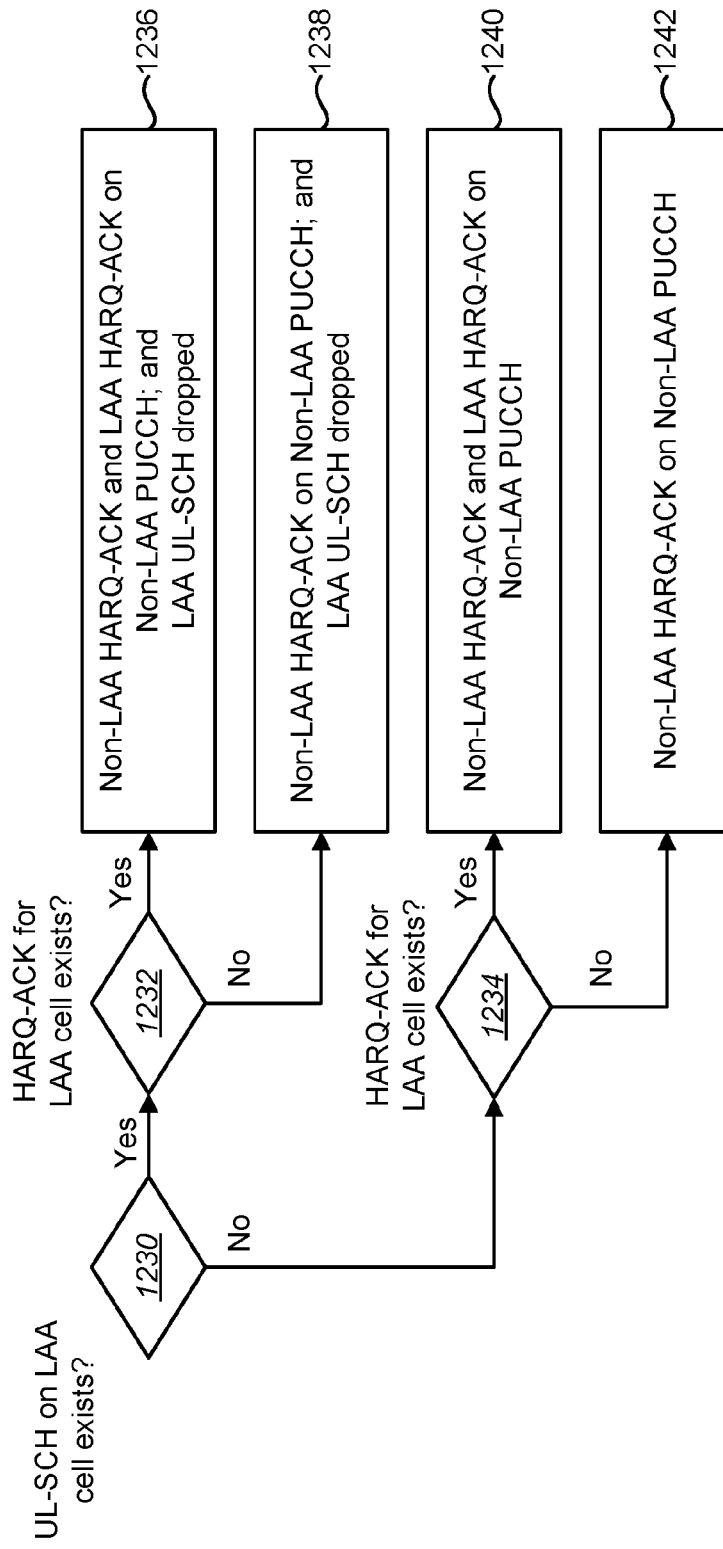 UL-SCH on LAA
cell exists?
1230
Yes
No
HARQ-ACK for
LAA cell exists?
1232
Yes
No
Non-LAA HARQ-ACK and LAA HARQ-ACK on
Non-LAA PUCCH; and
LAA UL-SCH dropped
1236
Non-LAA HARQ-ACK on Non-LAA PUCCH; and
LAA UL-SCH dropped
1238
HARQ-ACK for
LAA cell exists?
1234
Yes
No
Non-LAA HARQ-ACK and LAA HARQ-ACK on
Non-LAA PUCCH
1240
Non-LAA HARQ-ACK on Non-LAA PUCCH
1242